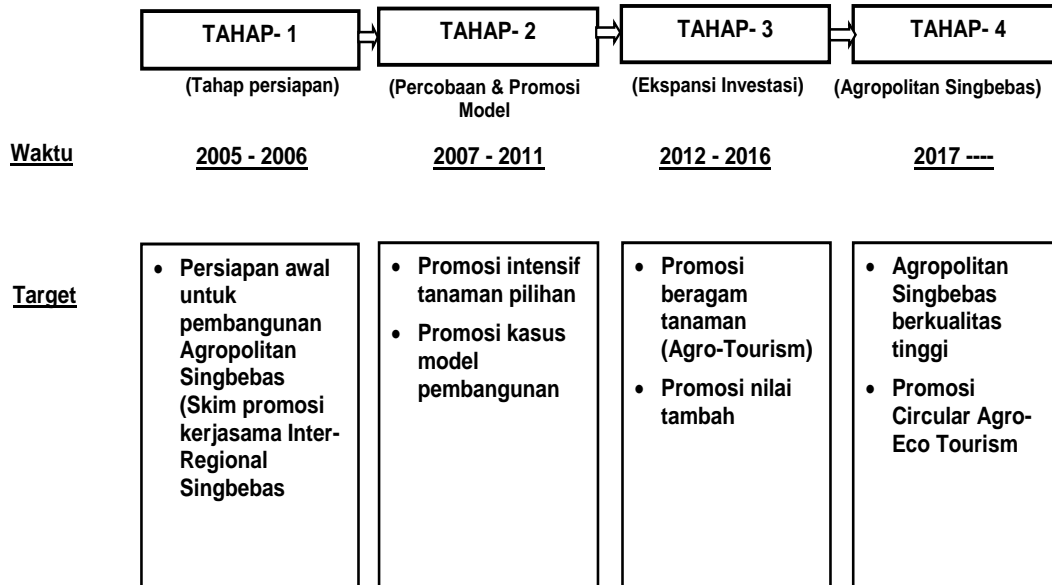 TAHAP- 1
TAHAP- 2
TAHAP- 3
TAHAP- 4
(Tahap persiapan)
(Percobaan & Promosi
Model
(Ekspansi Investasi)
(Agropolitan Singbebas)
Waktu
2005 - 2006
2007 - 2011
2012 - 2016
2017 ----
Target
• Persiapan awal
untuk
pembangunan
Agropolitan
Singbebas
(Skim promosi
kerjasama Inter-
Regional
Singbebas
• Promosi intensif
tanaman pilihan
• Promosi kasus
model
pembangunan
• Promosi
beragam
tanaman
(Agro-Tourism)
• Promosi nilai
tambah
• Agropolitan
Singbebas
berkualitas
tinggi
• Promosi
Circular Agro-
Eco Tourism